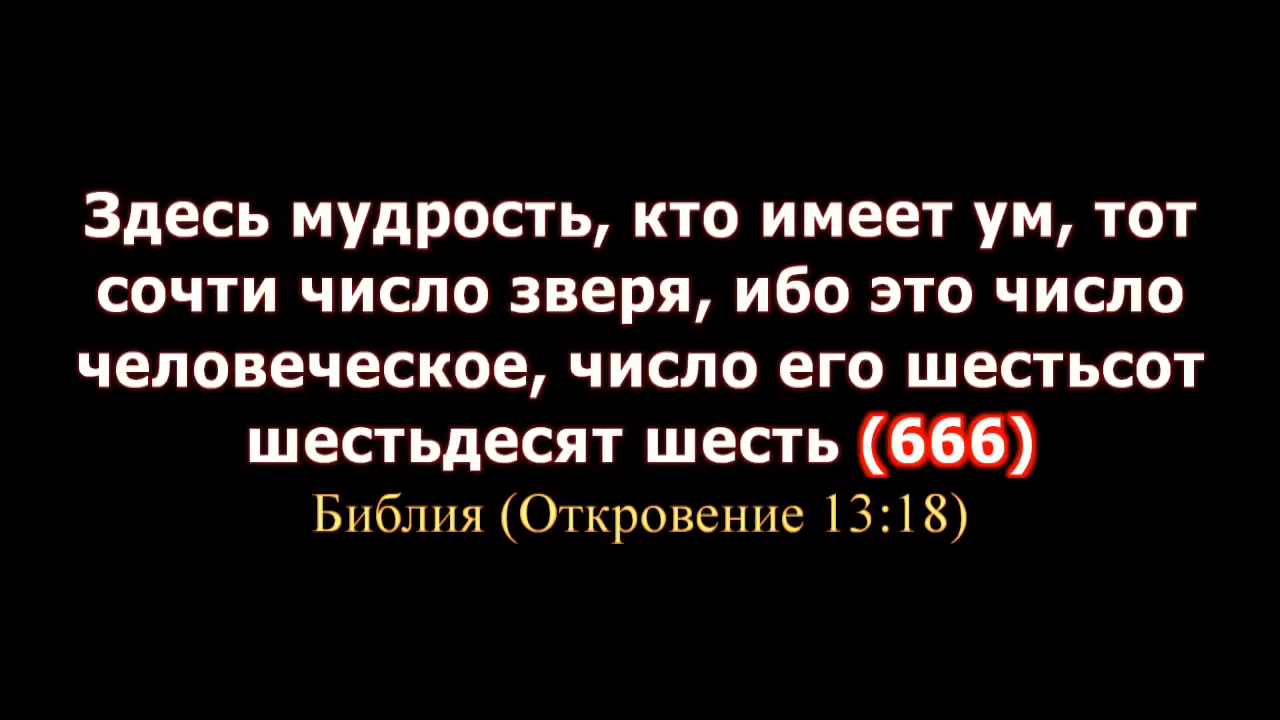 Здесь мудрость, кто имеет ум, тот
сочти число зверя, ибо это число
человеческое, число его шестьсот
шестьдесят шесть (666)
Библия (Откровение 13:18)